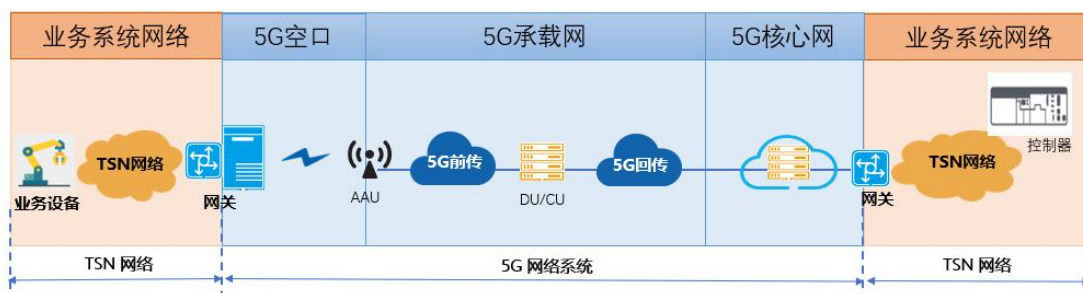 业务系统网络
5G空口
5G承载网
5G核心网
业务系统网络
TSN网络
业务设备
网关
AAU
5G前传
DU/CU
5G回传
网关
TSN网络
控制器
TSN 网络
5G 网络系统
TSN 网络